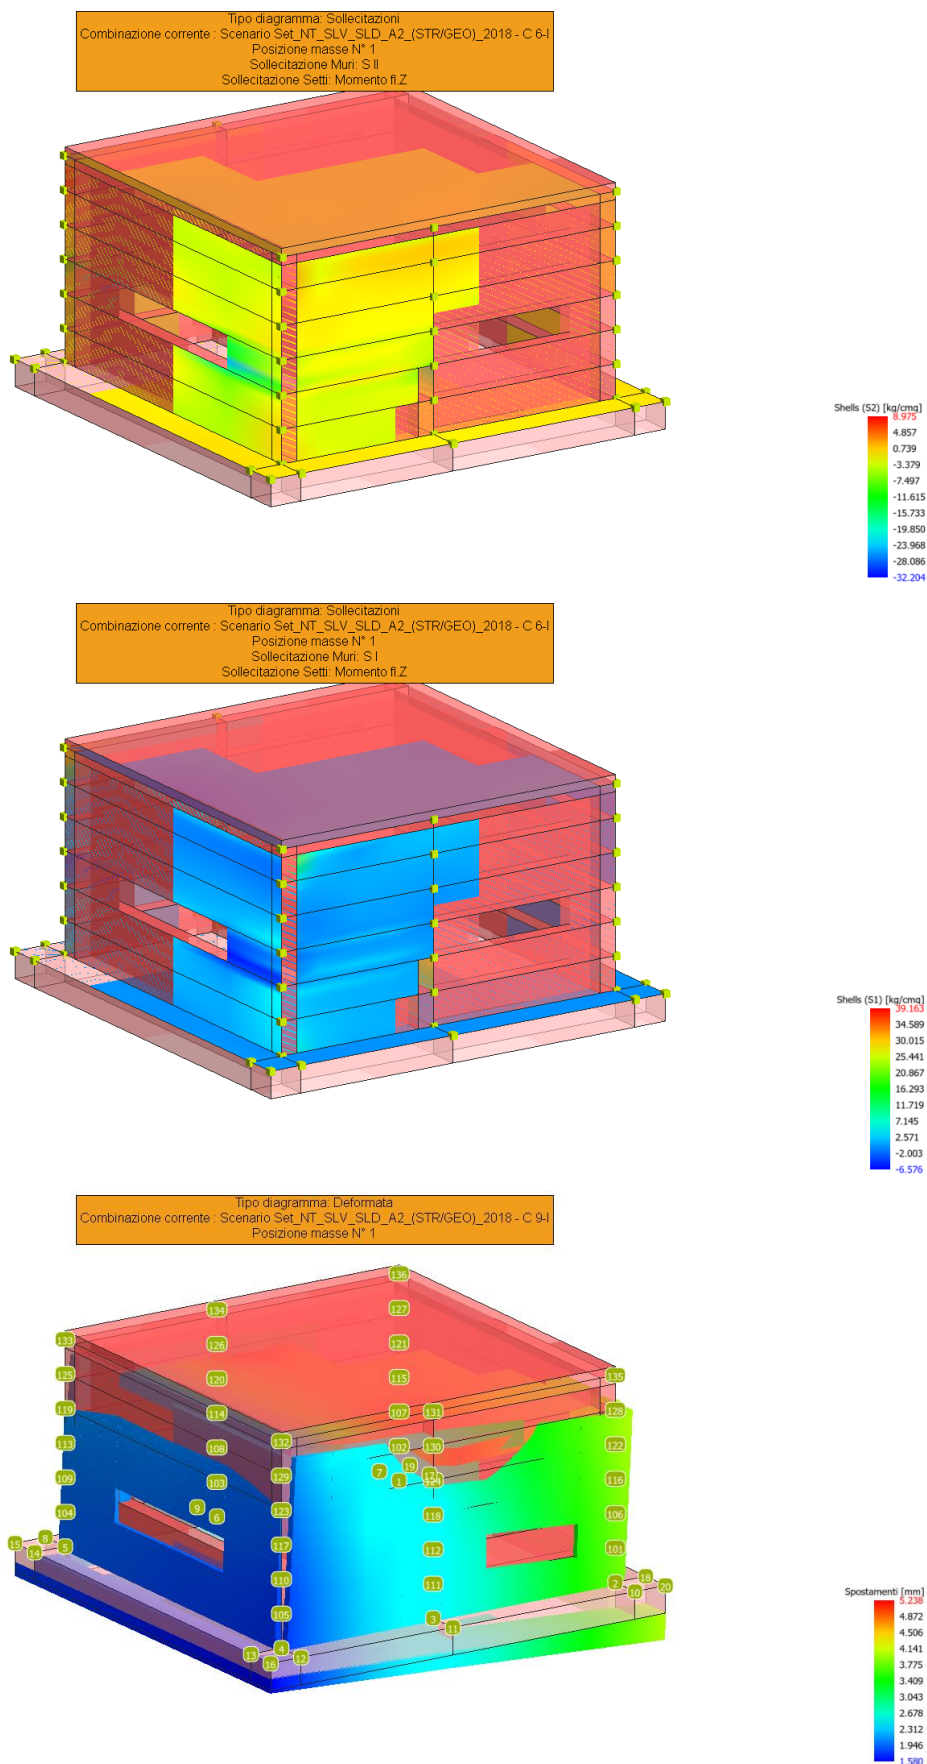 Tipo diagramma: Sollecitazioni
Combinazione corrente : Scenario Set_NT_SLV_SLD_A2_(STR/GEO)_2018 - C 6-I
Posizione masse N° 1
Sollecitazione Muri: S II
Sollecitazione Setti: Momento fl.Z
Shells (S2) [kg/cmq]
8.975
4.857
0.739
-3.379
-7.497
-11.615
-15.733
-19.850
-23.968
-28.086
-32.204
Tipo diagramma: Sollecitazioni
Combinazione corrente : Scenario Set_NT_SLV_SLD_A2_(STR/GEO)_2018 - C 6-I
Posizione masse N° 1
Sollecitazione Muri: S I
Sollecitazione Setti: Momento fl.Z
Shells (S1) [kg/cmq]
39.163
34.589
30.015
25.441
20.867
16.293
11.719
7.145
2.571
-2.003
-6.576
Tipo diagramma: Deformata
Combinazione corrente : Scenario Set_NT_SLV_SLD_A2_(STR/GEO)_2018 - C 9-I
Posizione masse N° 1
136
134 127
133 126 121
125 120 115 135
119 114 107 131 128
113 108 132 102 130 122
109 103 129 7 19 17 124 116
1
104 9 6 123 118 106
15 8 5 14 117 112 101
110 111 2 18 10 20
105 3 11
13 4 16 12
Spostamenti [mm]
5.238
4.872
4.506
4.141
3.775
3.409
3.043
2.678
2.312
1.946
1.580